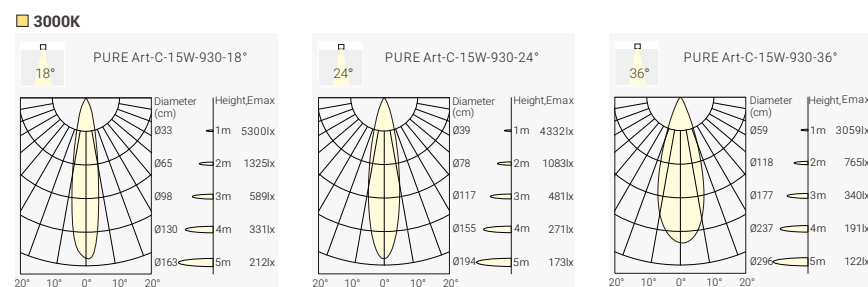 3000K
18°
PURE Art-C-15W-930-18°
Diameter
(cm)
Height,Emax
Ø33 1m 5300lx
Ø65 2m 1325lx
Ø98 3m 589lx
Ø130 4m 331lx
Ø163 5m 212lx
20° 10° 0° 10° 20°
24°
PURE Art-C-15W-930-24°
Diameter
(cm)
Height,Emax
Ø39 1m 4332lx
Ø78 2m 1083lx
Ø117 3m 481lx
Ø155 4m 271lx
Ø194 5m 173lx
20° 10° 0° 10° 20°
36°
PURE Art-C-15W-930-36°
Diameter
(cm)
Height,Emax
Ø59 1m 3059lx
Ø118 2m 765lx
Ø177 3m 340lx
Ø237 4m 191lx
Ø296 5m 122lx
20° 10° 0° 10° 20°